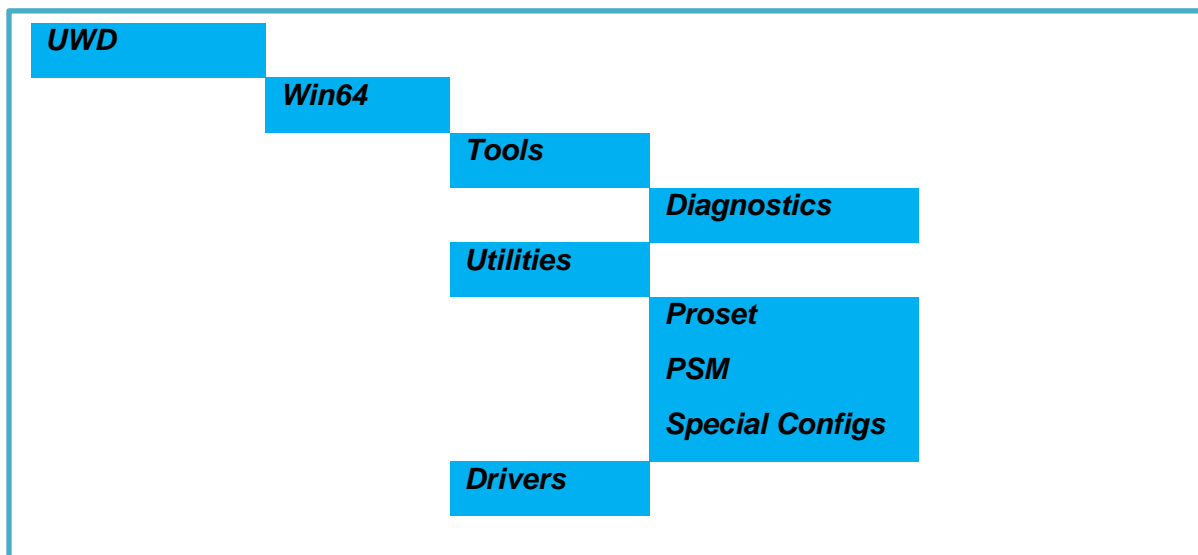 UWD
Win64
Tools
Diagnostics
Utilities
Proset
PSM
Special Configs
Drivers